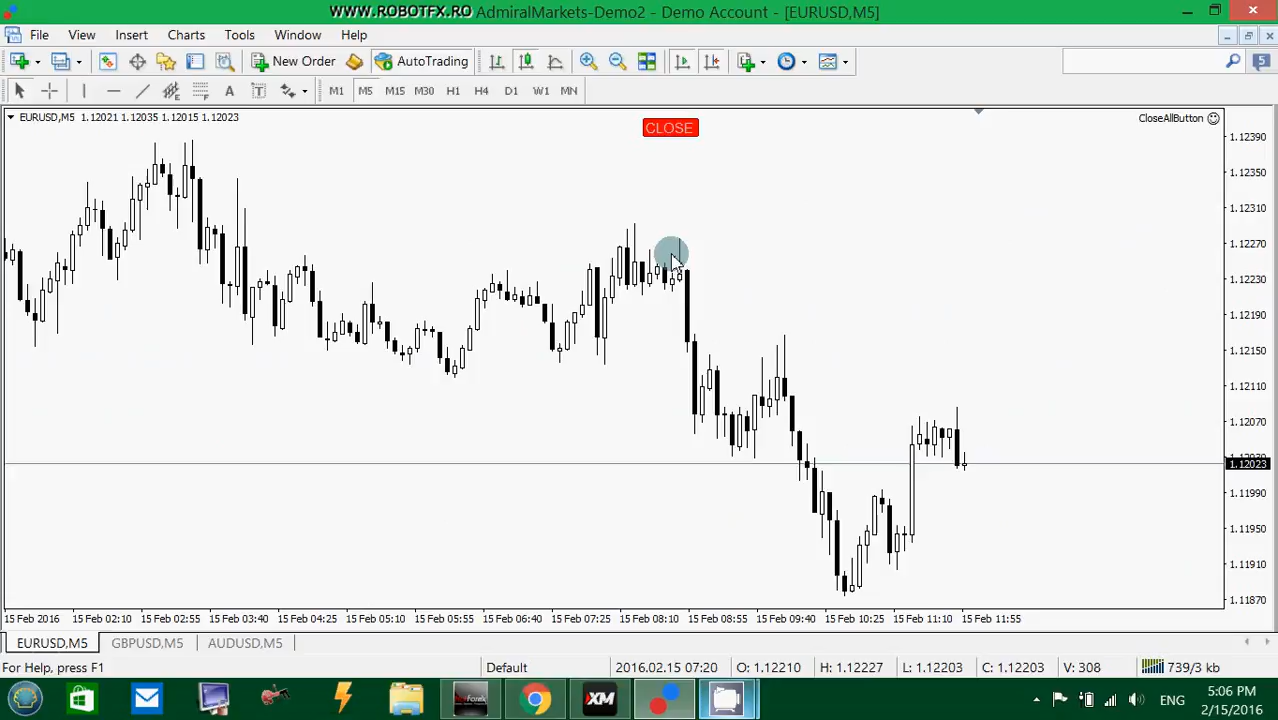 WWW.ROBOTFX.RO AdmiralMarkets-Demo2 - Demo Account - [EURUSD,M5]
File View Insert Charts Tools Window Help
New Order AutoTrading 5
A T M1 M5 M15 M30 H1 H4 D1 W1 MN
EURUSD,M5 1.12021 1.12035 1.12015 1.12023
CLOSE
CloseAllButton
1.12390
1.12350
1.12310
1.12270
1.12230
1.12190
1.12150
1.12110
1.12070
1.12023
1.11990
1.11950
1.11910
1.11870
15 Feb 2016 15 Feb 02:10 15 Feb 02:55 15 Feb 03:40 15 Feb 04:25 15 Feb 05:10 15 Feb 05:55 15 Feb 06:40 15 Feb 07:25 15 Feb 08:10 15 Feb 08:55 15 Feb 09:40 15 Feb 10:25 15 Feb 11:10 15 Feb 11:55
EURUSD,M5 GBPUSD,M5 AUDUSD,M5
For Help, press F1 Default 2016.02.15 07:20 O: 1.12210 H: 1.12227 L: 1.12203 C: 1.12203 V: 308 739/3 kb
XM ENG 5:06 PM
2/15/2016